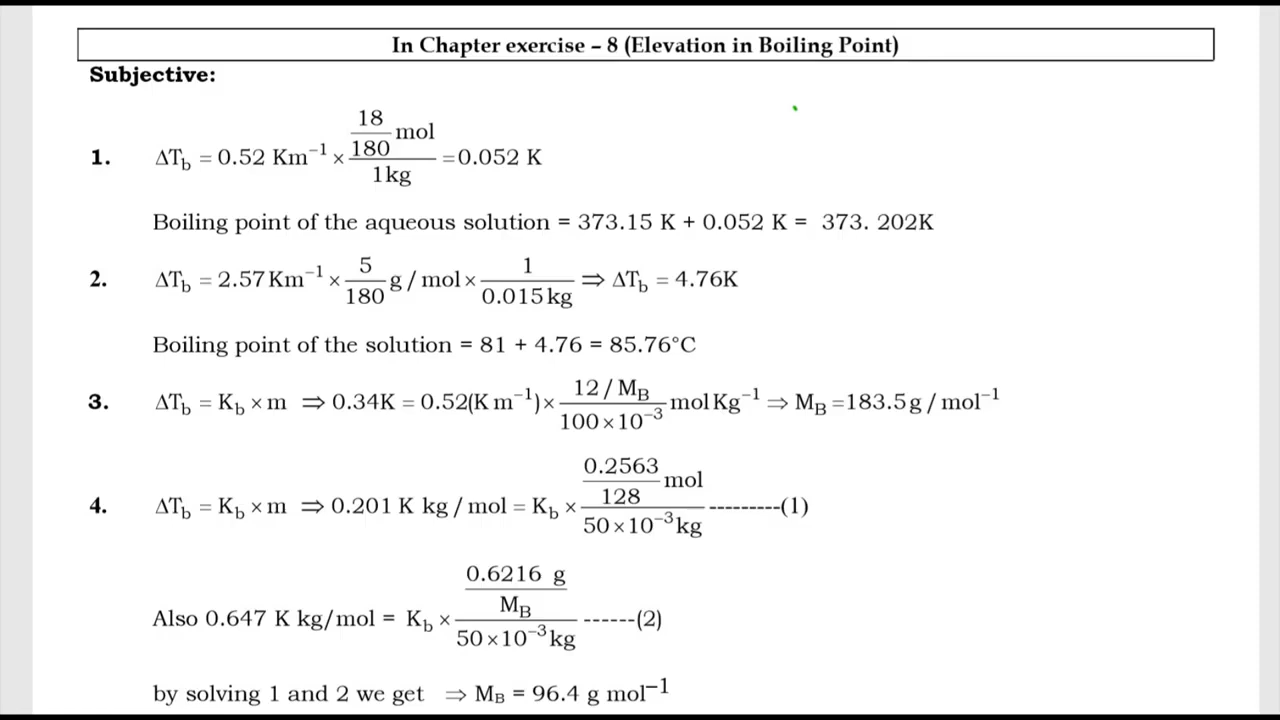 In Chapter exercise – 8 (Elevation in Boiling Point)
Subjective:
1. ΔT_b = 0.52 Km⁻¹ × (18/180 mol)/(1kg) = 0.052 K
Boiling point of the aqueous solution = 373.15 K + 0.052 K = 373. 202K
2. ΔT_b = 2.57 Km⁻¹ × 5/180 g / mol × 1/(0.015 kg) ⇒ ΔT_b = 4.76K
Boiling point of the solution = 81 + 4.76 = 85.76°C
3. ΔT_b = K_b × m ⇒ 0.34K = 0.52(K m⁻¹) × (12 / M_B)/(100 × 10⁻³) mol Kg⁻¹ ⇒ M_B = 183.5 g / mol⁻¹
4. ΔT_b = K_b × m ⇒ 0.201 K kg / mol = K_b × (0.2563/128 mol)/(50 × 10⁻³ kg) ---------(1)
Also 0.647 K kg/mol = K_b × (0.6216 g/M_B)/(50 × 10⁻³ kg) ------(2)
by solving 1 and 2 we get ⇒ M_B = 96.4 g mol⁻¹